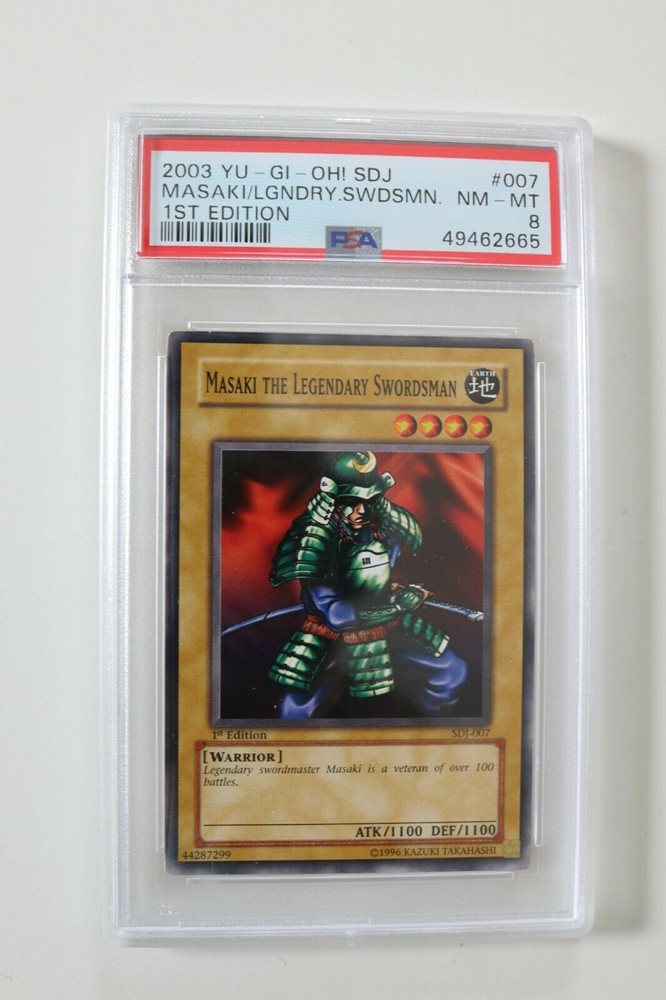 2003 YU-GI-OH! SDJ #007
MASAKI/LGNDRY.SWDSMN. NM-MT
1ST EDITION 8
PSA 49462665
MASAKI THE LEGENDARY SWORDSMAN
EARTH
地
1st Edition SDJ-007
[WARRIOR]
Legendary swordmaster Masaki is a veteran of over 100
battles.
ATK/1100 DEF/1100
44287299 ©1996 KAZUKI TAKAHASHI